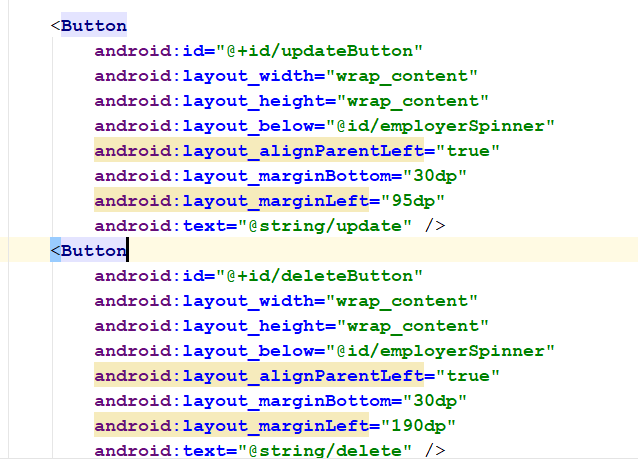 <Button
android:id="@+id/updateButton"
android:layout_width="wrap_content"
android:layout_height="wrap_content"
android:layout_below="@id/employerSpinner"
android:layout_alignParentLeft="true"
android:layout_marginBottom="30dp"
android:layout_marginLeft="95dp"
android:text="@string/update" />
<Button
android:id="@+id/deleteButton"
android:layout_width="wrap_content"
android:layout_height="wrap_content"
android:layout_below="@id/employerSpinner"
android:layout_alignParentLeft="true"
android:layout_marginBottom="30dp"
android:layout_marginLeft="190dp"
android:text="@string/delete" />